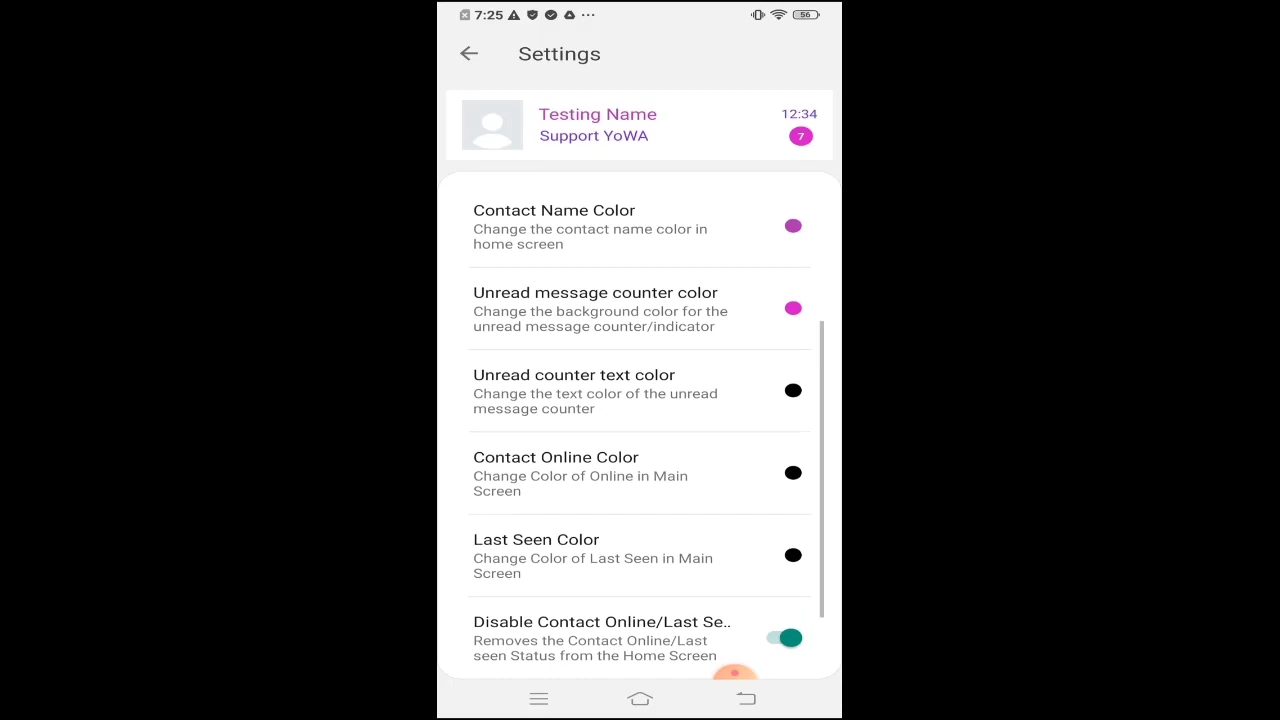 7:25
56
Settings
Testing Name
12:34
Support YoWA
7
Contact Name Color
Change the contact name color in
home screen
Unread message counter color
Change the background color for the
unread message counter/indicator
Unread counter text color
Change the text color of the unread
message counter
Contact Online Color
Change Color of Online in Main
Screen
Last Seen Color
Change Color of Last Seen in Main
Screen
Disable Contact Online/Last Se..
Removes the Contact Online/Last
seen Status from the Home Screen